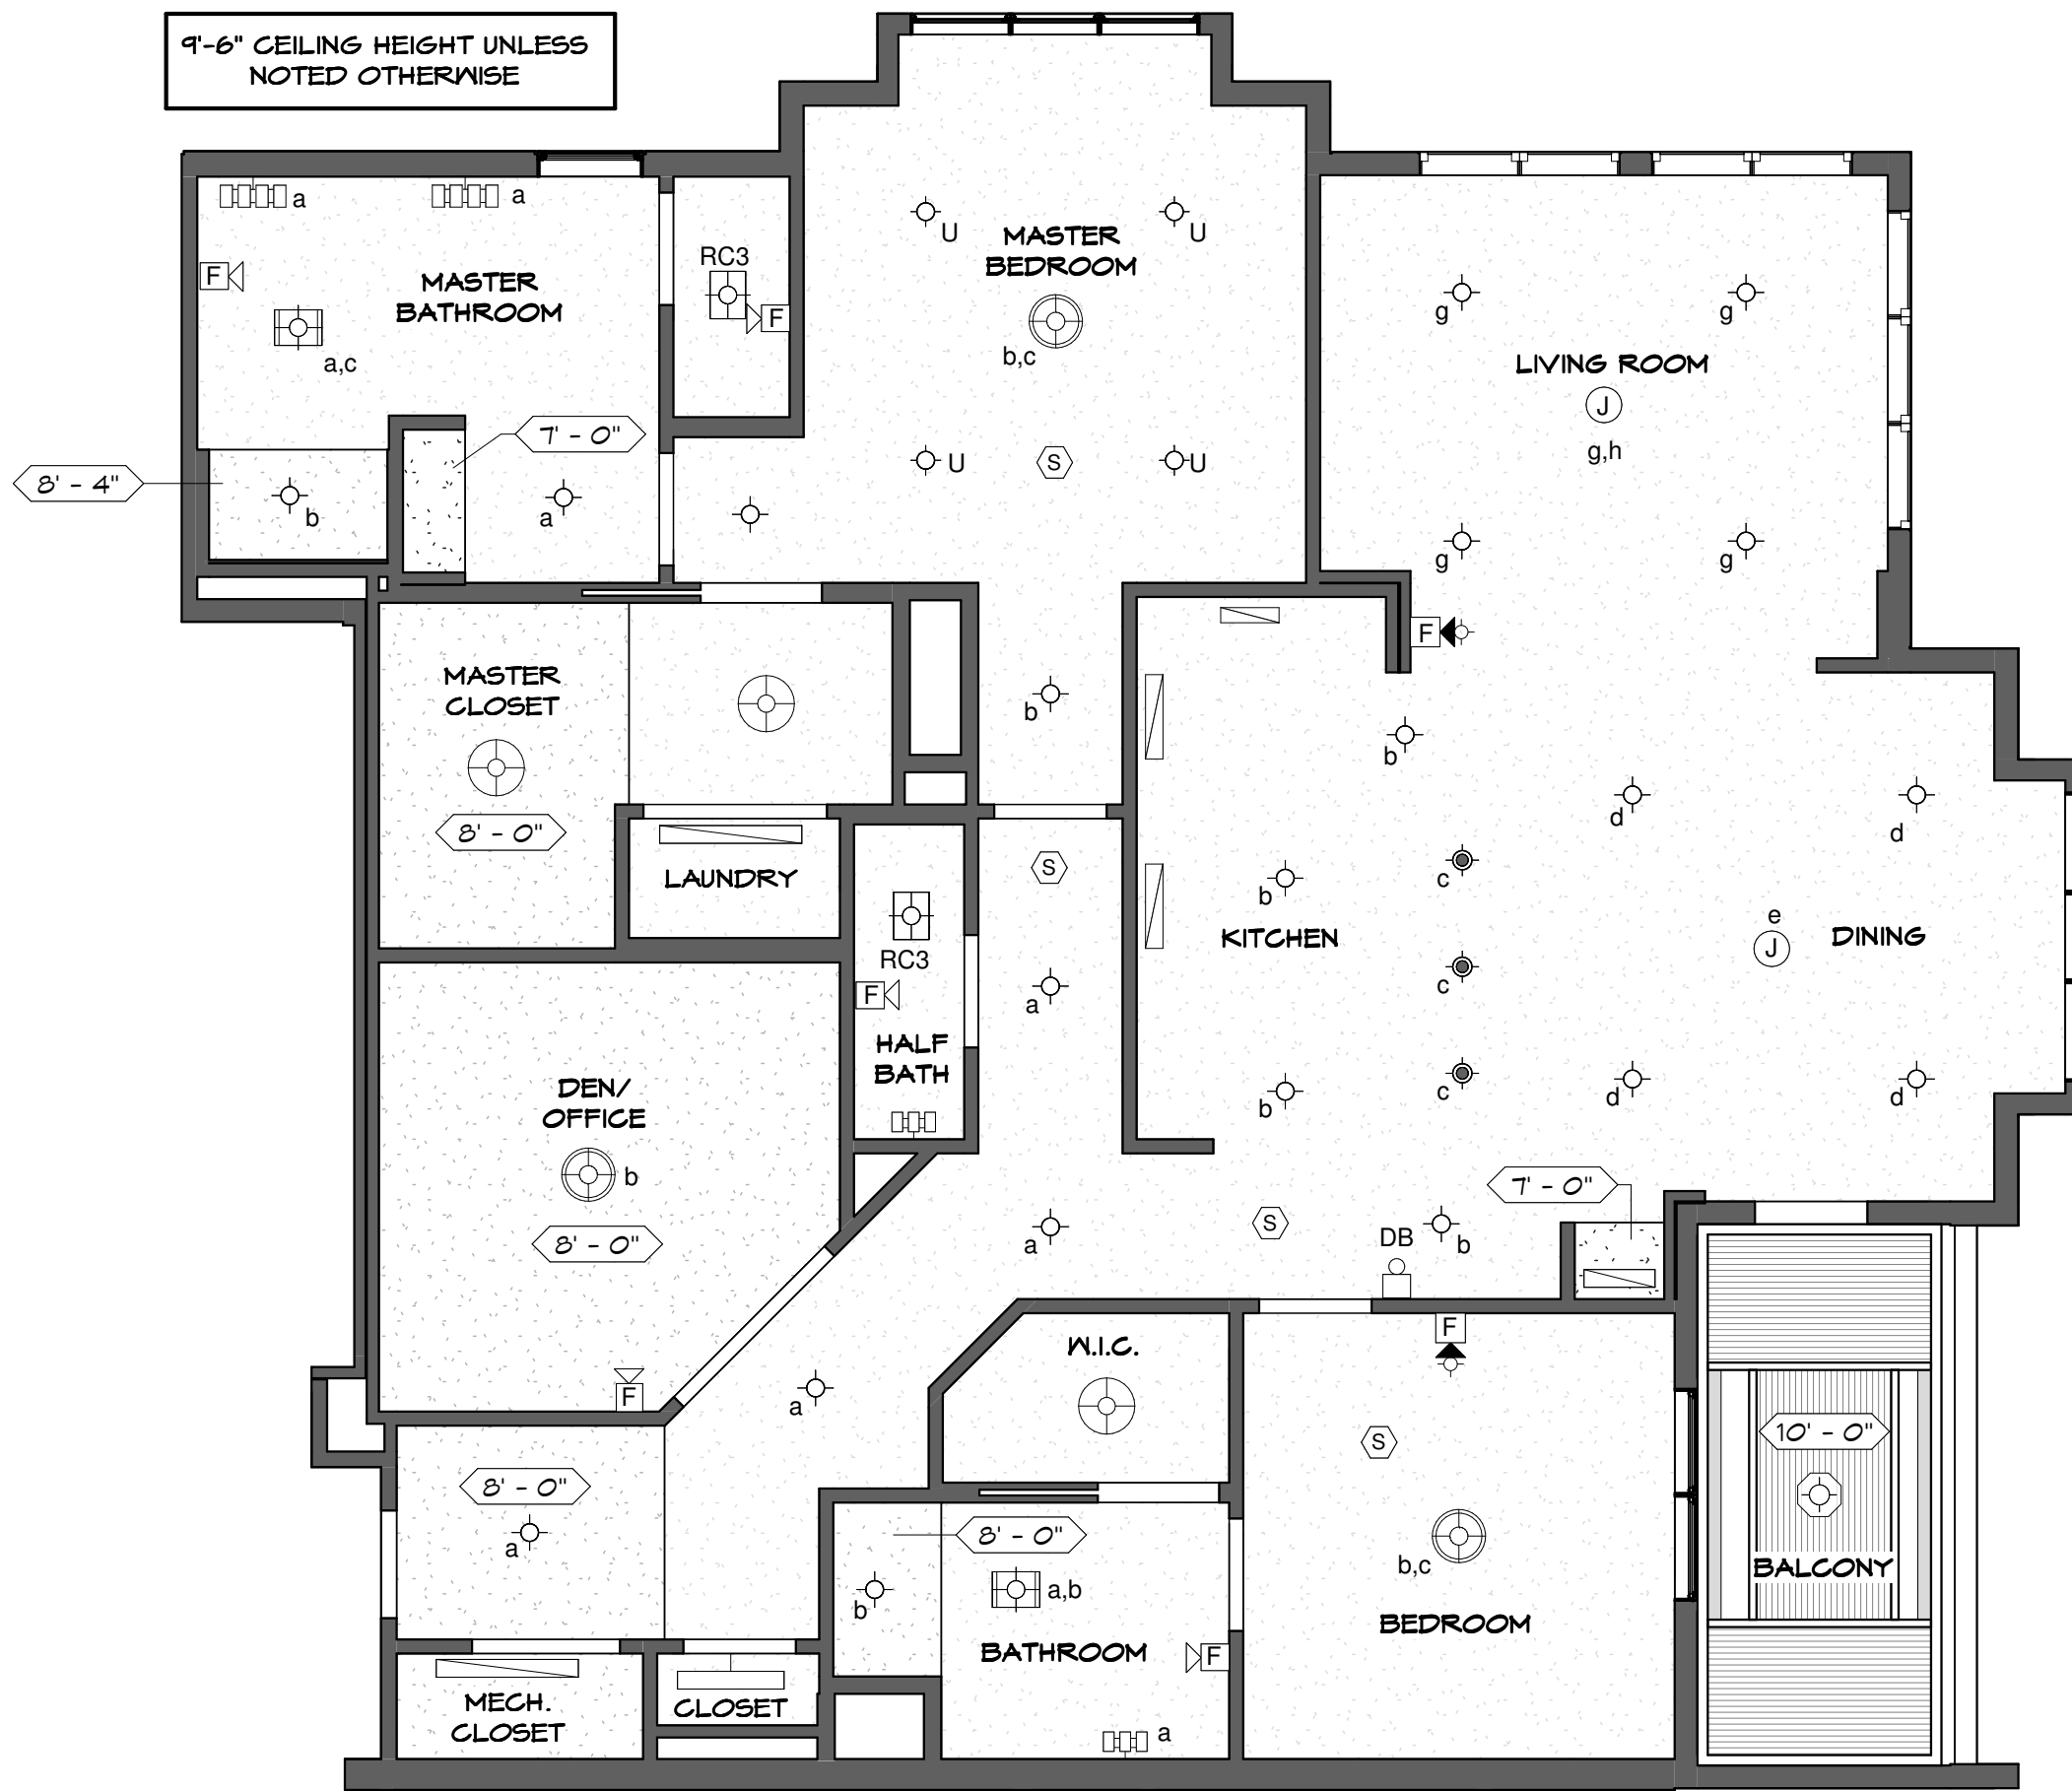 9'-6" CEILING HEIGHT UNLESS
NOTED OTHERWISE
a
a
F
MASTER
BATHROOM
a,c
RC3
F
U
U
MASTER
BEDROOM
b,c
U
U
S
g
g
LIVING ROOM
J
g,h
g
g
7' - 0"
8' - 4"
b
a
MASTER
CLOSET
8' - 0"
b
F
b
LAUNDRY
S
b
c
d
d
RC3
KITCHEN
e
J
DINING
F
a
c
HALF
BATH
b
c
d
d
DEN/
OFFICE
b
8' - 0"
7' - 0"
a
S
DB
b
F
W.I.C.
F
a
S
10' - 0"
8' - 0"
a
8' - 0"
b
a,b
b,c
BALCONY
BATHROOM
F
BEDROOM
MECH.
CLOSET
CLOSET
a